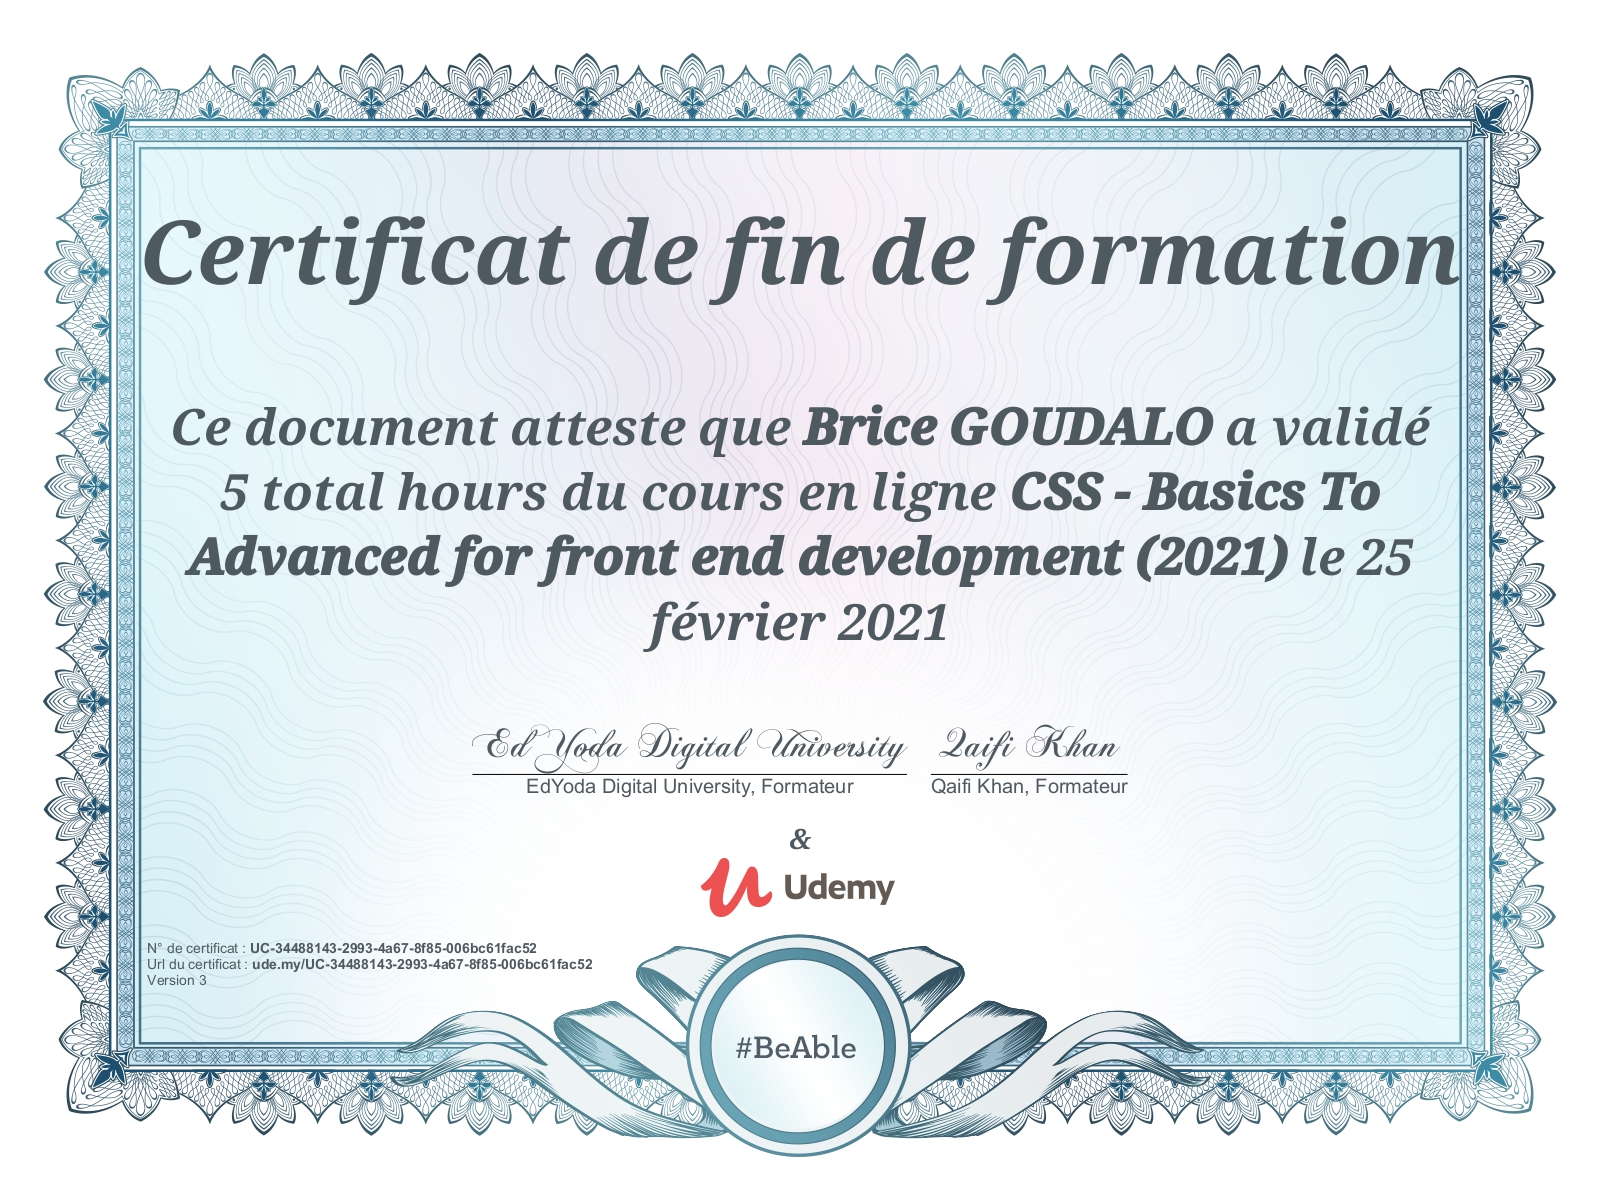 Certificat de fin de formation
Ce document atteste que Brice GOUDALO a validé
5 total hours du cours en ligne CSS - Basics To
Advanced for front end development (2021) le 25
février 2021
Ed Yoda Digital University Qaifi Khan
EdYoda Digital University, Formateur Qaifi Khan, Formateur
&
Udemy
N° de certificat : UC-34488143-2993-4a67-8f85-006bc61fac52
Url du certificat : ude.my/UC-34488143-2993-4a67-8f85-006bc61fac52
Version 3
#BeAble